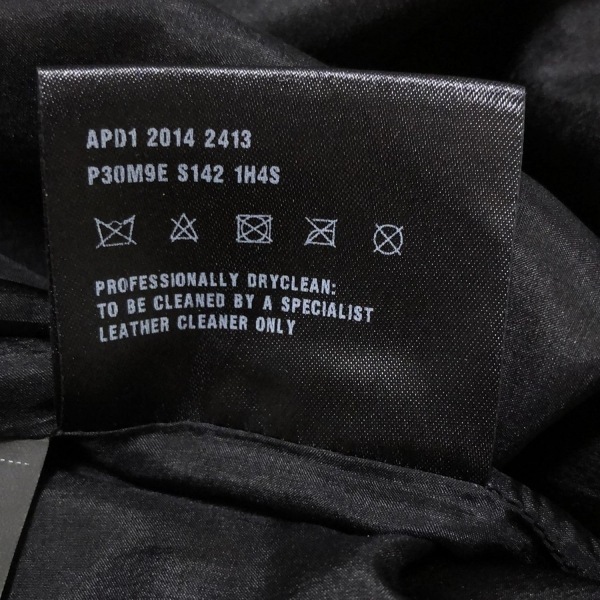 APD1 2014 2413
P30M9E S142 1H4S
PROFESSIONALLY DRYCLEAN:
TO BE CLEANED BY A SPECIALIST
LEATHER CLEANER ONLY